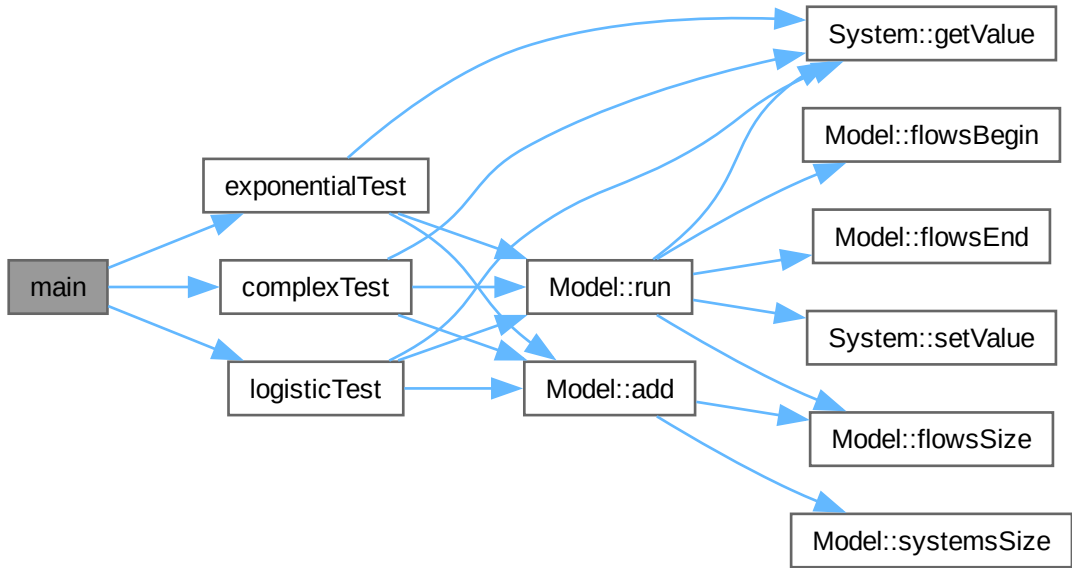 main
exponentialTest
complexTest
logisticTest
Model::run
Model::add
System::getValue
Model::flowsBegin
Model::flowsEnd
System::setValue
Model::flowsSize
Model::systemsSize